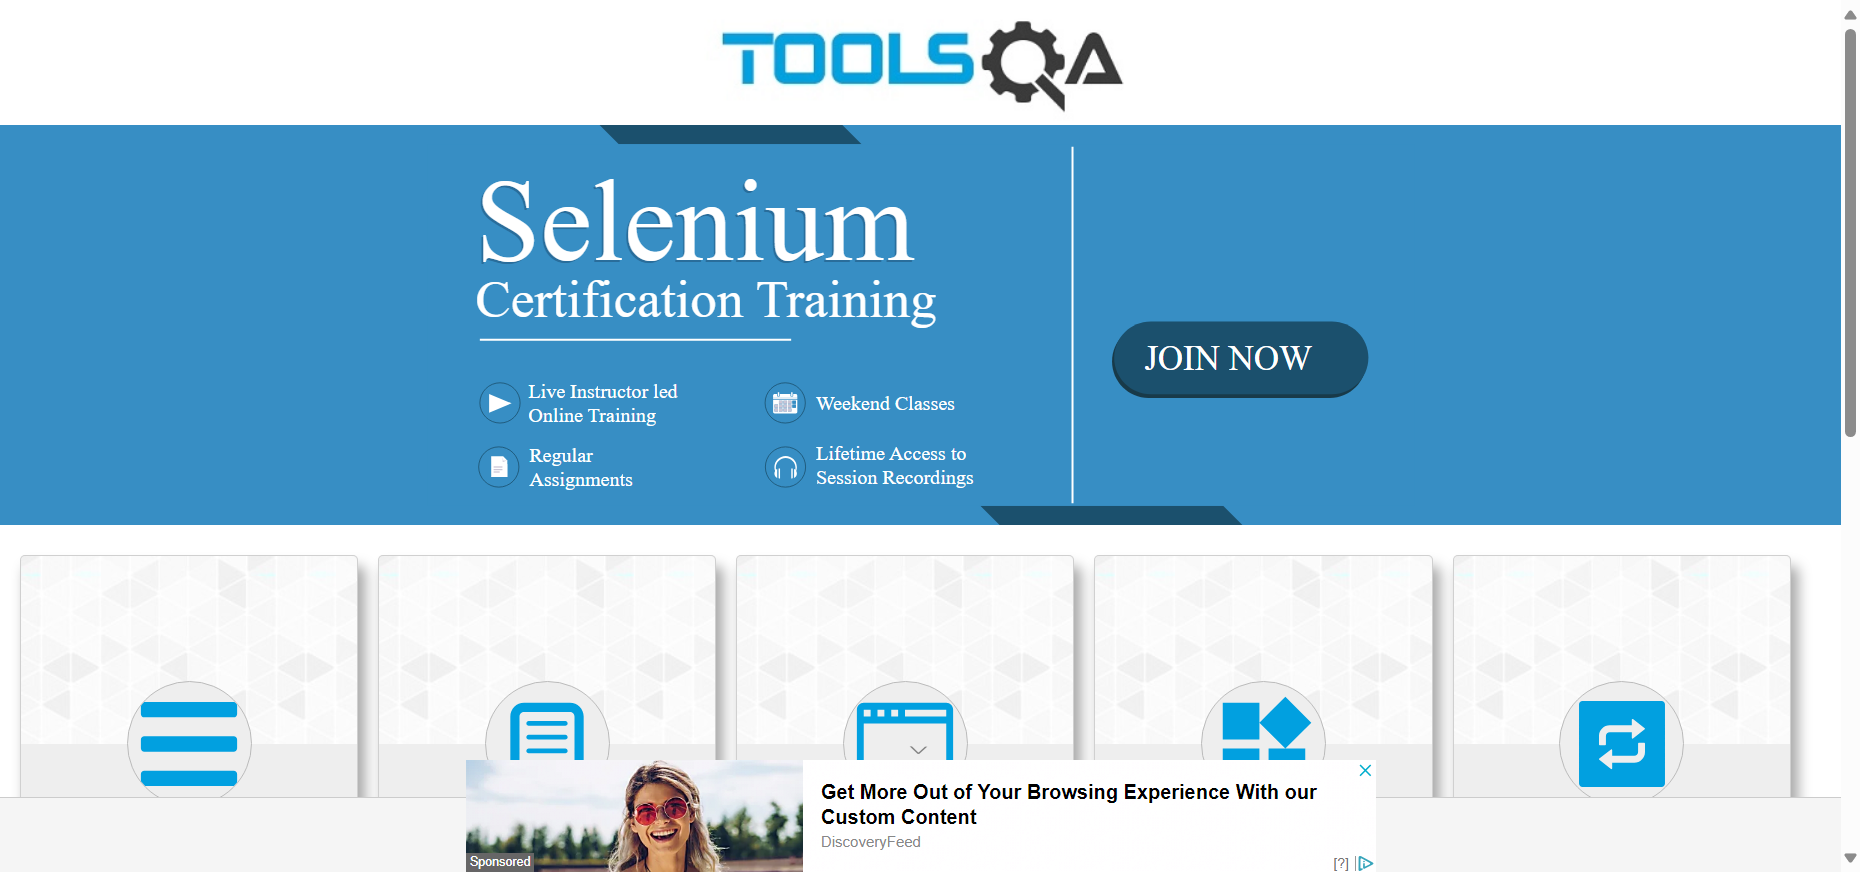 TOOLSQA
Selenium
Certification Training
JOIN NOW
Live Instructor led
Online Training
Weekend Classes
Regular
Assignments
Lifetime Access to
Session Recordings
Get More Out of Your Browsing Experience With our
Custom Content
DiscoveryFeed
Sponsored
[?]